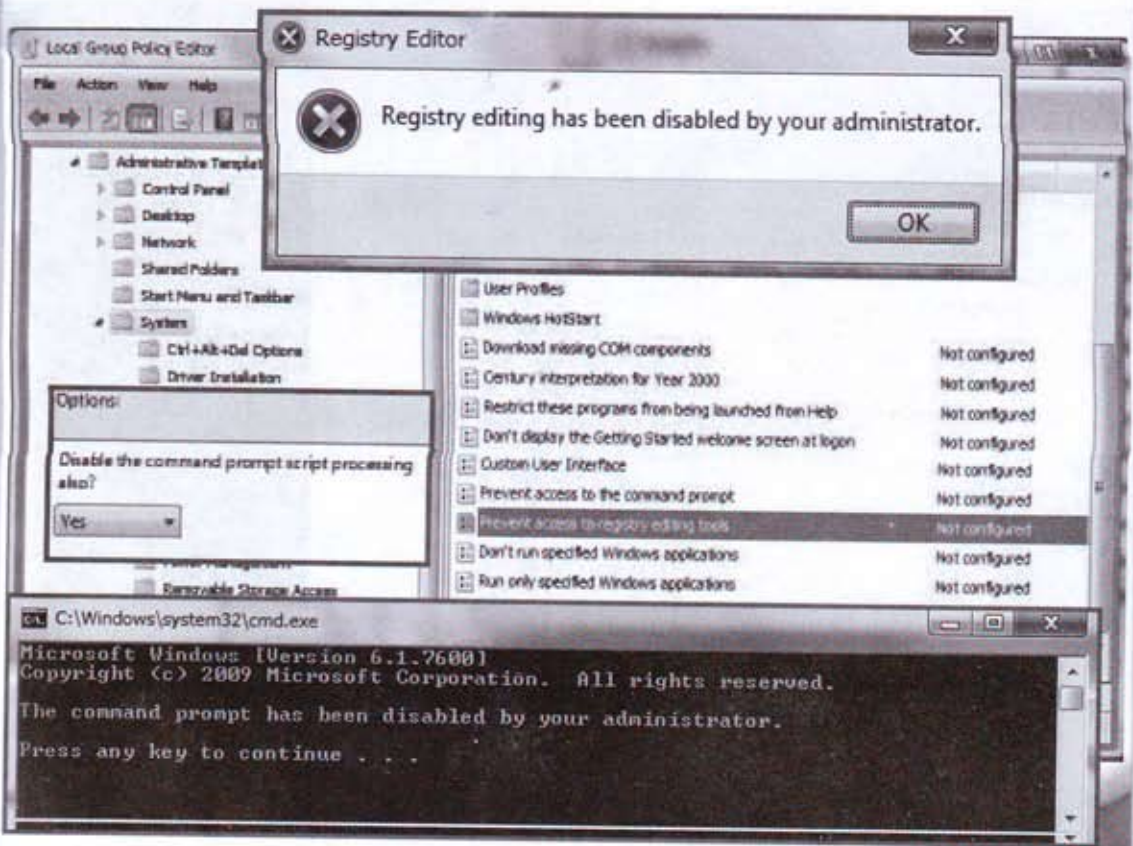 Local Group Policy Editor
Registry Editor
File Action View Help
Registry editing has been disabled by your administrator.
OK
Administrative Templat
Control Panel
Desktop
Network
Shared Folders
Start Menu and Taskbar
System
Ctrl+Alt+Del Options
Driver Installation
Options:
Disable the command prompt script processing
also?
Yes
Power Management
Removable Storage Access
User Profiles
Windows HotStart
Download missing COM components Not configured
Century interpretation for Year 2000 Not configured
Restrict these programs from being launched from Help Not configured
Don't display the Getting Started welcome screen at logon Not configured
Custom User Interface Not configured
Prevent access to the command prompt Not configured
Prevent access to registry editing tools Not configured
Don't run specified Windows applications Not configured
Run only specified Windows applications Not configured
C:\Windows\system32\cmd.exe
Microsoft Windows [Version 6.1.7600]
Copyright (c) 2009 Microsoft Corporation. All rights reserved.
The command prompt has been disabled by your administrator.
Press any key to continue . . .